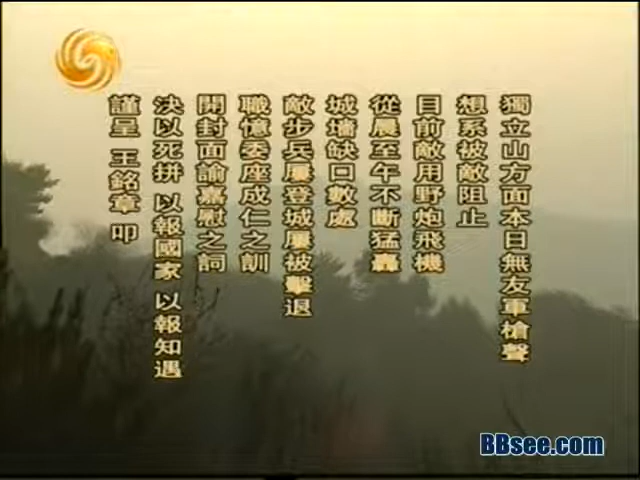 獨立山方面本日無友軍槍聲
想系被敵阻止
目前敵用野炮飛機
從晨至午不斷猛轟
城墻缺口數處
敵步兵屢登城屢被擊退
職憶委座成仁之訓
開封面諭嘉慰之詞
決以死拼 以報國家 以報知遇
謹呈 王銘章 叩
BBsee.com